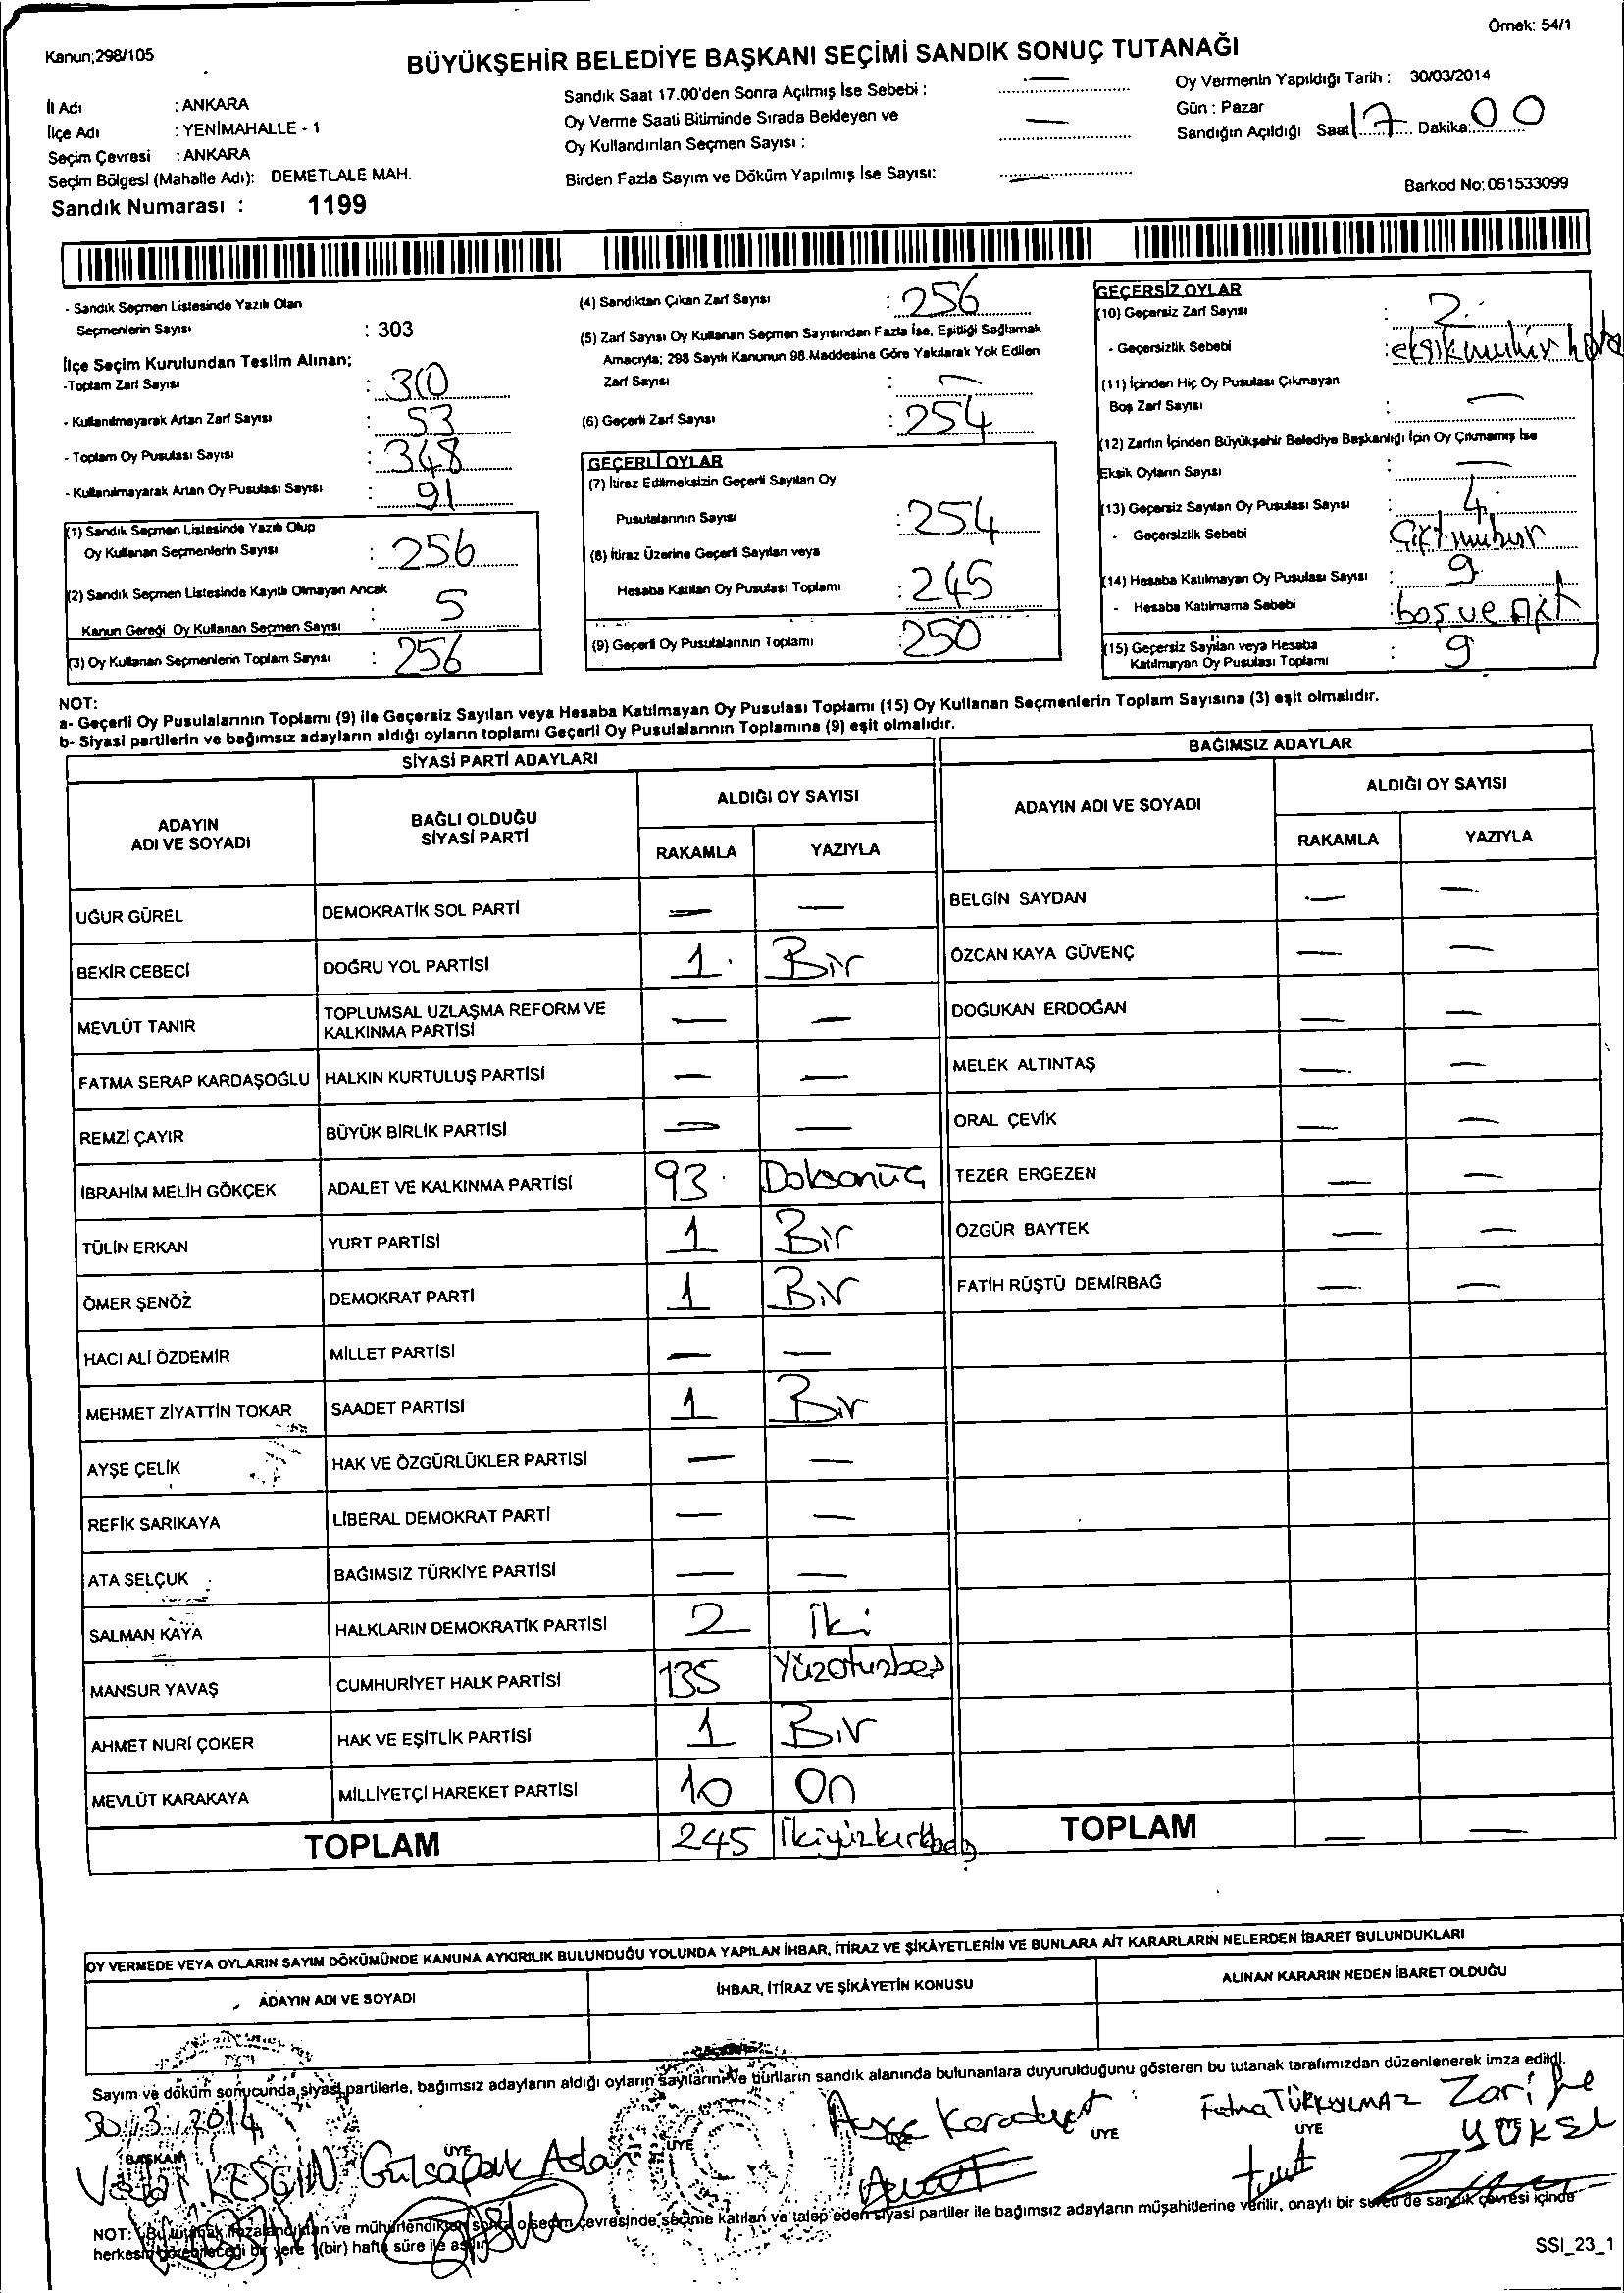 Örnek: 54/1
Kanun;298/105
BÜYÜKŞEHİR BELEDİYE BAŞKANI SEÇİMİ SANDIK SONUÇ TUTANAĞI
İl Adı : ANKARA
İlçe Adı : YENİMAHALLE - 1
Seçim Çevresi : ANKARA
Seçim Bölgesi (Mahalle Adı): DEMETLALE MAH.
Sandık Numarası : 1199
Sandık Saat 17.00'den Sonra Açılmış İse Sebebi : —
Oy Verme Saati Bitiminde Sırada Bekleyen ve
Oy Kullandırılan Seçmen Sayısı : —
Birden Fazla Sayım ve Döküm Yapılmış İse Sayısı: —
Oy Vermenin Yapıldığı Tarih : 30/03/2014
Gün : Pazar
Sandığın Açıldığı Saat 17 Dakika: 00
Barkod No: 061533099
- Sandık Seçmen Listesinde Yazılı Olan
Seçmenlerin Sayısı : 303
İlçe Seçim Kurulundan Teslim Alınan;
-Toplam Zarf Sayısı : 310
- Kullanılmayarak Artan Zarf Sayısı : 53
- Toplam Oy Pusulası Sayısı : 348
- Kullanılmayarak Artan Oy Pusulası Sayısı : 91
(1) Sandık Seçmen Listesinde Yazılı Olup
Oy Kullanan Seçmenlerin Sayısı : 256
(2) Sandık Seçmen Listesinde Kayıtlı Olmayan Ancak
Kanun Gereği Oy Kullanan Seçmen Sayısı : 5
(3) Oy Kullanan Seçmenlerin Toplam Sayısı : 256
(4) Sandıktan Çıkan Zarf Sayısı : 256
(5) Zarf Sayısı Oy Kullanan Seçmen Sayısından Fazla İse, Eşitliği Sağlamak
Amacıyla; 298 Sayılı Kanunun 98.Maddesine Göre Yakılarak Yok Edilen
Zarf Sayısı : —
(6) Geçerli Zarf Sayısı : 254
GEÇERLİ OYLAR
(7) İtiraz Edilmeksizin Geçerli Sayılan Oy
Pusulalarının Sayısı : 254
(8) İtiraz Üzerine Geçerli Sayılan veya
Hesaba Katılan Oy Pusulası Toplamı : 245
(9) Geçerli Oy Pusulalarının Toplamı : 250
GEÇERSİZ OYLAR
(10) Geçersiz Zarf Sayısı : 2
- Geçersizlik Sebebi : eksik mühür hata
(11) İçinden Hiç Oy Pusulası Çıkmayan
Boş Zarf Sayısı : —
(12) Zarfın İçinden Büyükşehir Belediye Başkanlığı İçin Oy Çıkmamış İse
Eksik Oyların Sayısı : —
(13) Geçersiz Sayılan Oy Pusulası Sayısı : 4
- Geçersizlik Sebebi : Çift mühür
(14) Hesaba Katılmayan Oy Pusulası Sayısı : 9
- Hesaba Katılmama Sebebi : boş ve
(15) Geçersiz Sayılan veya Hesaba
Katılmayan Oy Pusulası Toplamı : 9
NOT:
a- Geçerli Oy Pusulalarının Toplamı (9) ile Geçersiz Sayılan veya Hesaba Katılmayan Oy Pusulası Toplamı (15) Oy Kullanan Seçmenlerin Toplam Sayısına (3) eşit olmalıdır.
b- Siyasi partilerin ve bağımsız adayların aldığı oyların toplamı Geçerli Oy Pusulalarının Toplamına (9) eşit olmalıdır.
SİYASİ PARTİ ADAYLARI
ADAYIN ADI VE SOYADI BAĞLI OLDUĞU SİYASİ PARTİ ALDIĞI OY SAYISI
RAKAMLA YAZIYLA
UĞUR GÜREL DEMOKRATİK SOL PARTİ — —
BEKİR CEBECİ DOĞRU YOL PARTİSİ 1 Bir
MEVLÜT TANIR TOPLUMSAL UZLAŞMA REFORM VE KALKINMA PARTİSİ — —
FATMA SERAP KARDAŞOĞLU HALKIN KURTULUŞ PARTİSİ — —
REMZİ ÇAYIR BÜYÜK BİRLİK PARTİSİ — —
İBRAHİM MELİH GÖKÇEK ADALET VE KALKINMA PARTİSİ 93 Doksanüç
TÜLİN ERKAN YURT PARTİSİ 1 Bir
ÖMER ŞENÖZ DEMOKRAT PARTİ 1 Bir
HACI ALİ ÖZDEMİR MİLLET PARTİSİ — —
MEHMET ZİYATTİN TOKAR SAADET PARTİSİ 1 Bir
AYŞE ÇELİK HAK VE ÖZGÜRLÜKLER PARTİSİ — —
REFİK SARIKAYA LİBERAL DEMOKRAT PARTİ — —
ATA SELÇUK BAĞIMSIZ TÜRKİYE PARTİSİ — —
SALMAN KAYA HALKLARIN DEMOKRATİK PARTİSİ 2 İki
MANSUR YAVAŞ CUMHURİYET HALK PARTİSİ 135 Yüzotuzbeş
AHMET NURİ ÇOKER HAK VE EŞİTLİK PARTİSİ 1 Bir
MEVLÜT KARAKAYA MİLLİYETÇİ HAREKET PARTİSİ 10 On
TOPLAM 245 İkiyüzkırkbeş
BAĞIMSIZ ADAYLAR
ADAYIN ADI VE SOYADI ALDIĞI OY SAYISI
RAKAMLA YAZIYLA
BELGİN SAYDAN — —
ÖZCAN KAYA GÜVENÇ — —
DOĞUKAN ERDOĞAN — —
MELEK ALTINTAŞ — —
ORAL ÇEVİK — —
TEZER ERGEZEN — —
ÖZGÜR BAYTEK — —
FATİH RÜŞTÜ DEMİRBAĞ — —
TOPLAM — —
OY VERMEDE VEYA OYLARIN SAYIM DÖKÜMÜNDE KANUNA AYKIRILIK BULUNDUĞU YOLUNDA YAPILAN İHBAR, İTİRAZ VE ŞİKÂYETLERİN VE BUNLARA AİT KARARLARIN NELERDEN İBARET BULUNDUKLARI
ADAYIN ADI VE SOYADI İHBAR, İTİRAZ VE ŞİKÂYETİN KONUSU ALINAN KARARIN NEDEN İBARET OLDUĞU
Sayım ve döküm sonucunda siyasi partilerle, bağımsız adayların aldığı oyların sayılarını ve bunların sandık alanında bulunanlara duyurulduğunu gösteren bu tutanak tarafımızdan düzenlenerek imza edildi.
30/3/2014
BAŞKAN ÜYE ÜYE ÜYE ÜYE
Vedat KESGİN Gülsapak Aslan Ayşe Karadayı Fatma TÜRKYILMAZ Zarife YÜKSEL
NOT: Bu tutanak imzalandıktan ve mühürlendikten sonra o seçim çevresinde seçime katılan ve talep eden siyasi partiler ile bağımsız adayların müşahitlerine verilir, onaylı bir sureti de sandık çevresi içinde
herkesin görebileceği bir yere 1(bir) hafta süre ile asılır.
SSI_23_1